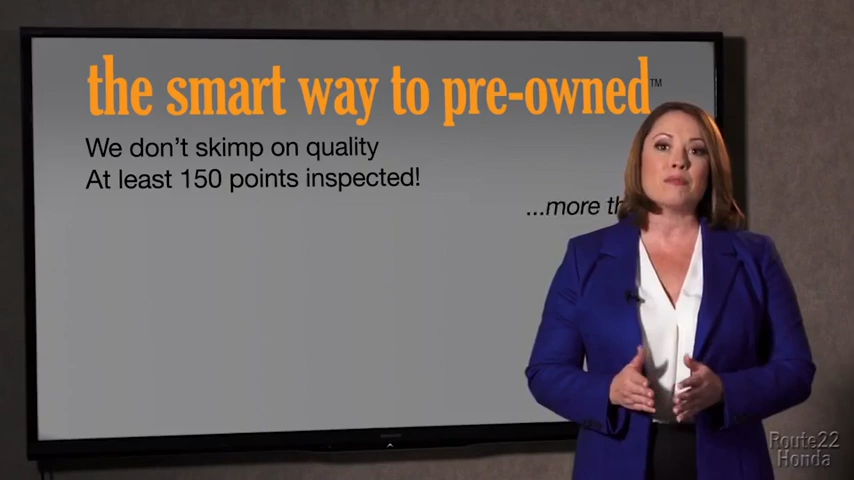 the smart way to pre-owned™
We don't skimp on quality
At least 150 points inspected!
...more
Route22
Honda